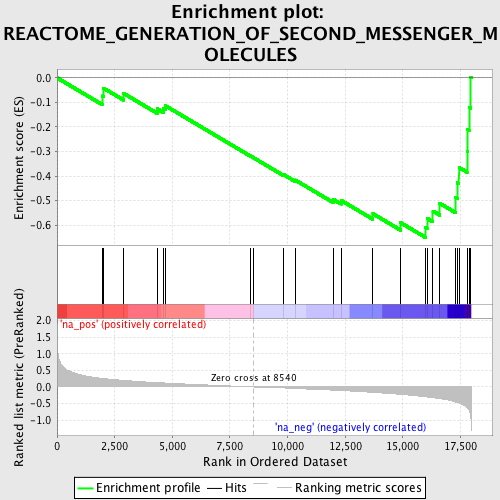 Enrichment plot:
REACTOME_GENERATION_OF_SECOND_MESSENGER_M
OLECULES
Enrichment score (ES)
0.0
-0.1
-0.2
-0.3
-0.4
-0.5
-0.6
'na_pos' (positively correlated)
Ranked list metric (PreRanked)
2.0
1.5
1.0
0.5
0.0
-0.5
-1.0
Zero cross at 8540
'na_neg' (negatively correlated)
0 2,500 5,000 7,500 10,000 12,500 15,000 17,500
Rank in Ordered Dataset
Enrichment profile Hits Ranking metric scores